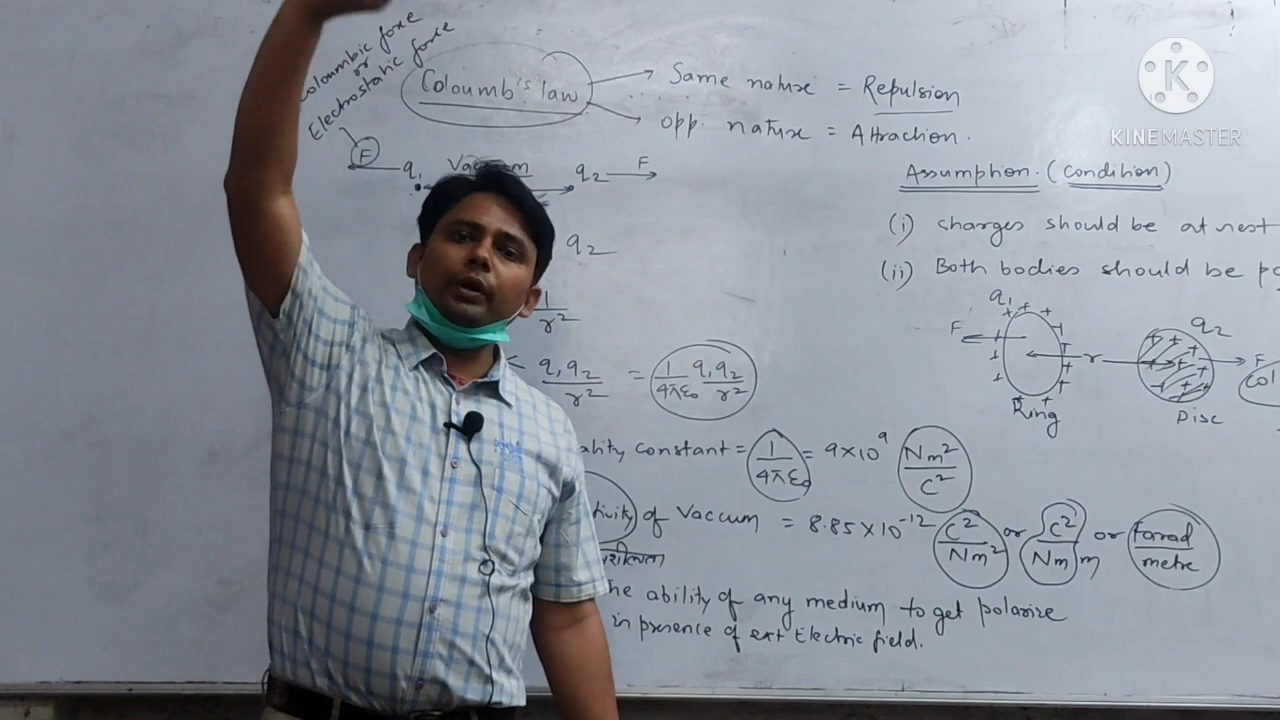 Coloumbic force
or
Electrostatic force
Coloumb's law
Same nature = Repulsion
opp. nature = Attraction.
F q1 Vaccum q2 F
q2
1/r²
q1q2/r² = 1/4πε0 q1q2/r²
constant = 1/4πε0 = 9×10⁹ Nm²/C²
of Vaccum = 8.85×10⁻¹² C²/Nm² or C²/Nm m or farad/metre
he ability of any medium to get polarize
in presence of ext Electric field.
Assumption. (Condition)
(i) charges should be at rest
(ii) Both bodies should be
F q1 r q2 F
Ring Disc
KINEMASTER